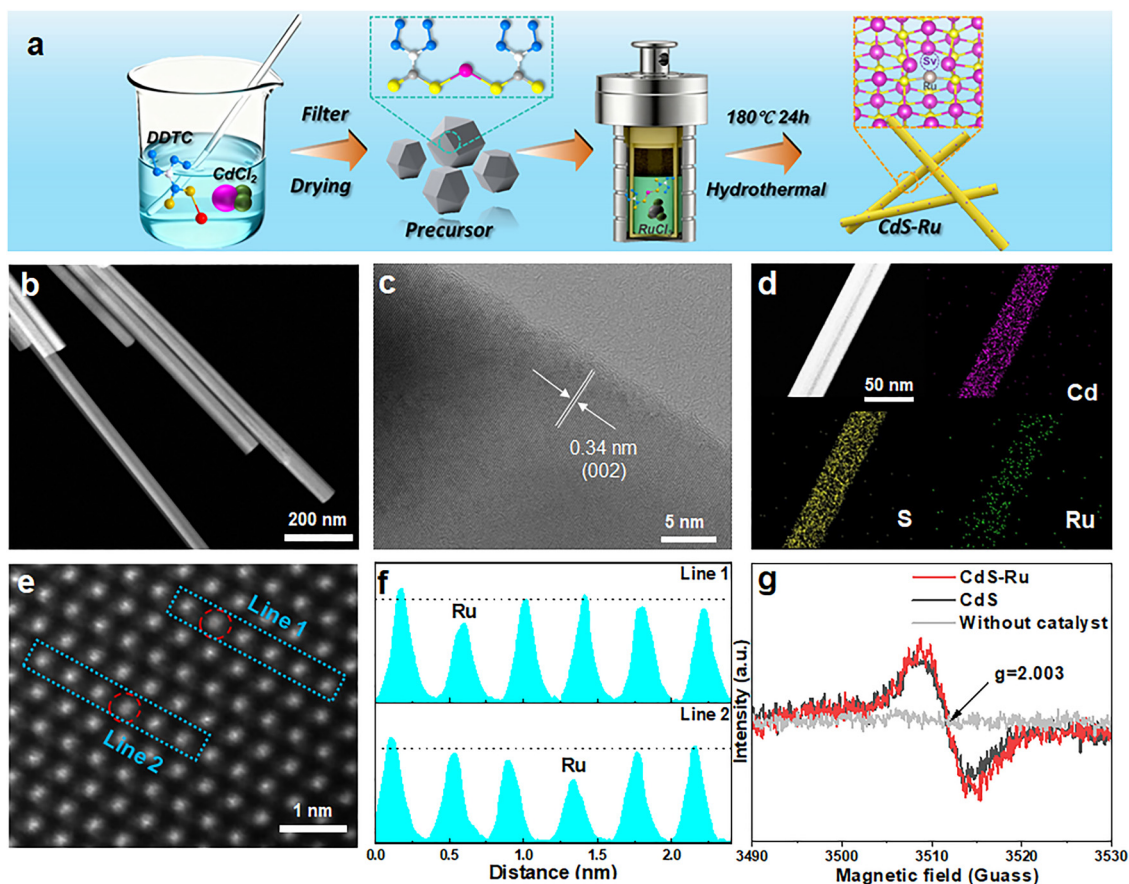 a
DDTC
CdCl2
Filter
Drying
Precursor
RuCl
180℃ 24h
Hydrothermal
Sv
Ru
CdS-Ru
b
200 nm
c
0.34 nm
(002)
5 nm
d
50 nm
Cd
S
Ru
e
Line 1
Line 2
1 nm
f
Line 1
Ru
Line 2
Ru
0.0 0.5 1.0 1.5 2.0
Distance (nm)
Intensity (a.u.)
g
CdS-Ru
CdS
Without catalyst
g=2.003
3490 3500 3510 3520 3530
Magnetic field (Guass)